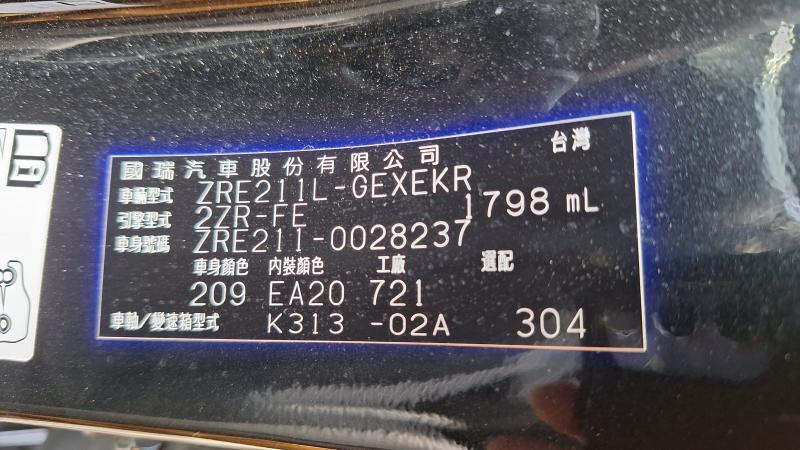 國瑞汽車股份有限公司 台灣
車輛型式 ZRE211L-GEXEKR
引擎型式 2ZR-FE 1798 mL
車身號碼 ZRE211-0028237
車身顏色 內裝顏色 工廠 選配
209 EA20 721
車軸/變速箱型式 K313 -02A 304